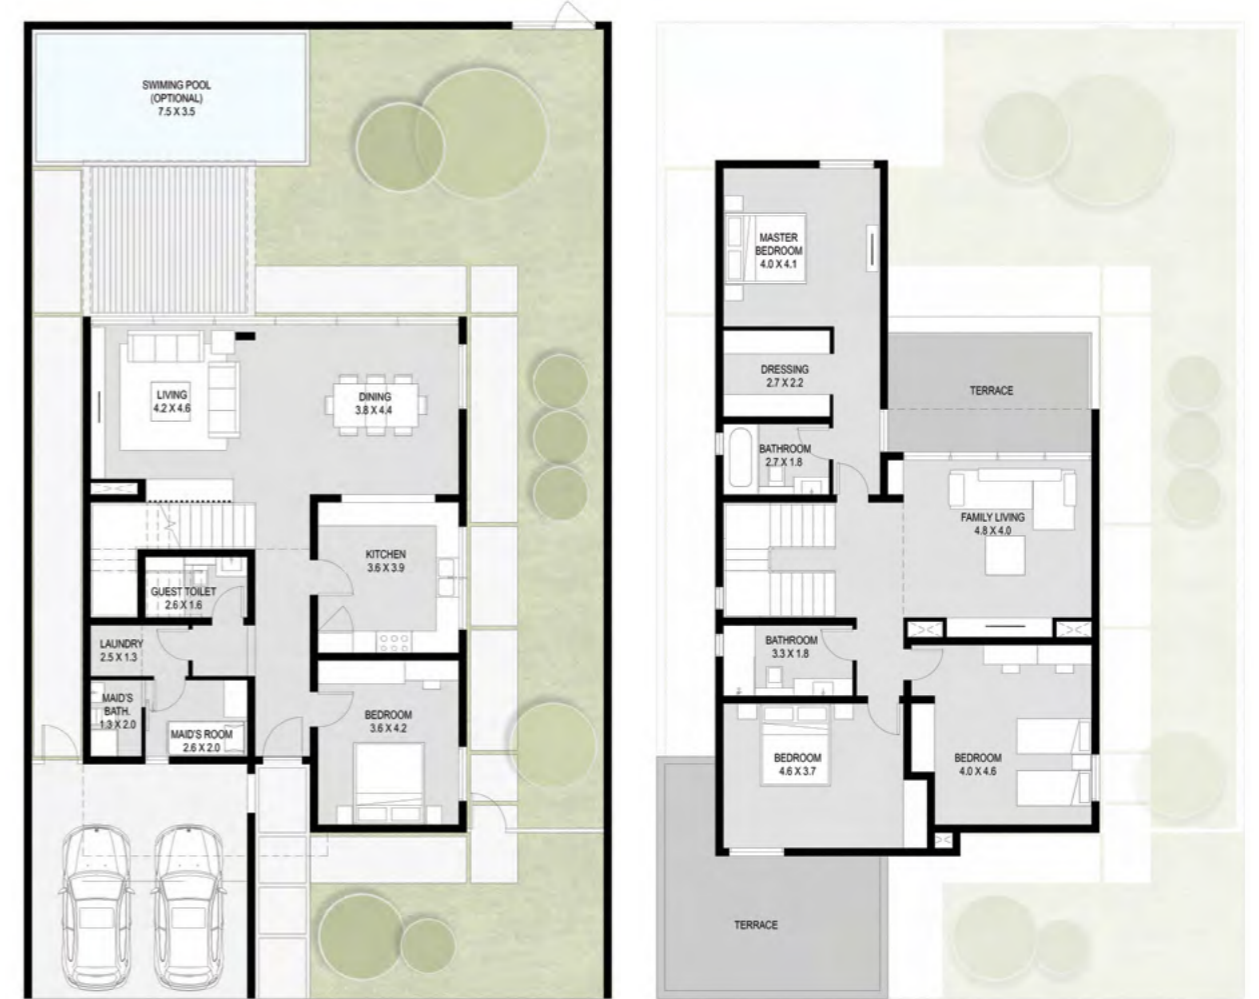 SWIMING POOL
(OPTIONAL)
7.5 X 3.5
LIVING
4.2 X 4.6
DINING
3.8 X 4.4
KITCHEN
3.6 X 3.9
GUEST TOILET
2.6 X 1.6
LAUNDRY
2.5 X 1.3
MAID'S
BATH.
1.3 X 2.0
MAID'S ROOM
2.6 X 2.0
BEDROOM
3.6 X 4.2
MASTER
BEDROOM
4.0 X 4.1
DRESSING
2.7 X 2.2
TERRACE
BATHROOM
2.7 X 1.8
FAMILY LIVING
4.8 X 4.0
BATHROOM
3.3 X 1.8
BEDROOM
4.6 X 3.7
BEDROOM
4.0 X 4.6
TERRACE